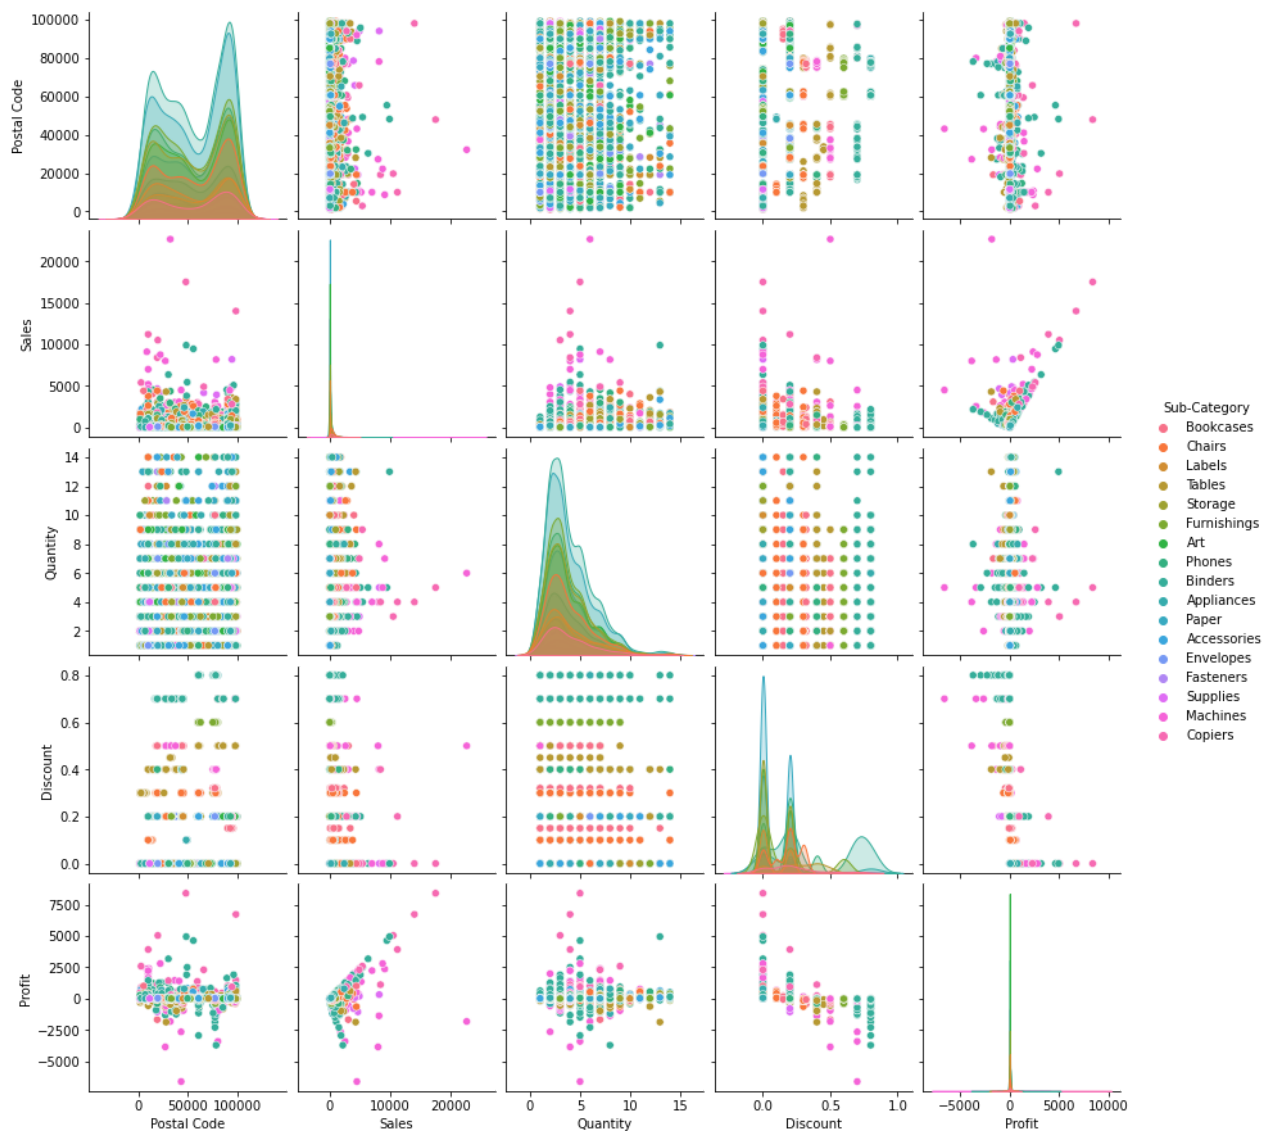 100000
80000
60000
40000
20000
0
Postal Code
20000
15000
10000
5000
0
Sales
Sub-Category
Bookcases
Chairs
Labels
Tables
Storage
Furnishings
Art
Phones
Binders
Appliances
Paper
Accessories
Envelopes
Fasteners
Supplies
Machines
Copiers
14
12
10
8
6
4
2
Quantity
0.8
0.6
0.4
0.2
0.0
Discount
7500
5000
2500
0
−2500
−5000
Profit
0 50000 100000
0 10000 20000
0 5 10 15
0.0 0.5 1.0
−5000 0 5000 10000
Postal Code Sales Quantity Discount Profit